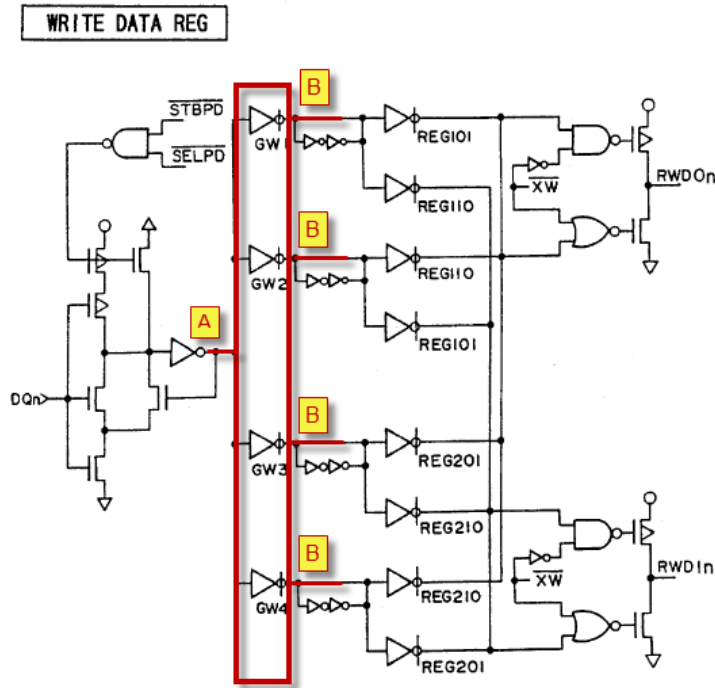 WRITE DATA REG
B
STBPD
GW1
REG101
SELPD
XW
RWD0n
REG110
B
GW2
REG110
A
REG101
DQn
B
GW3
REG201
REG210
B
XW
RWD1n
GW4
REG210
REG201